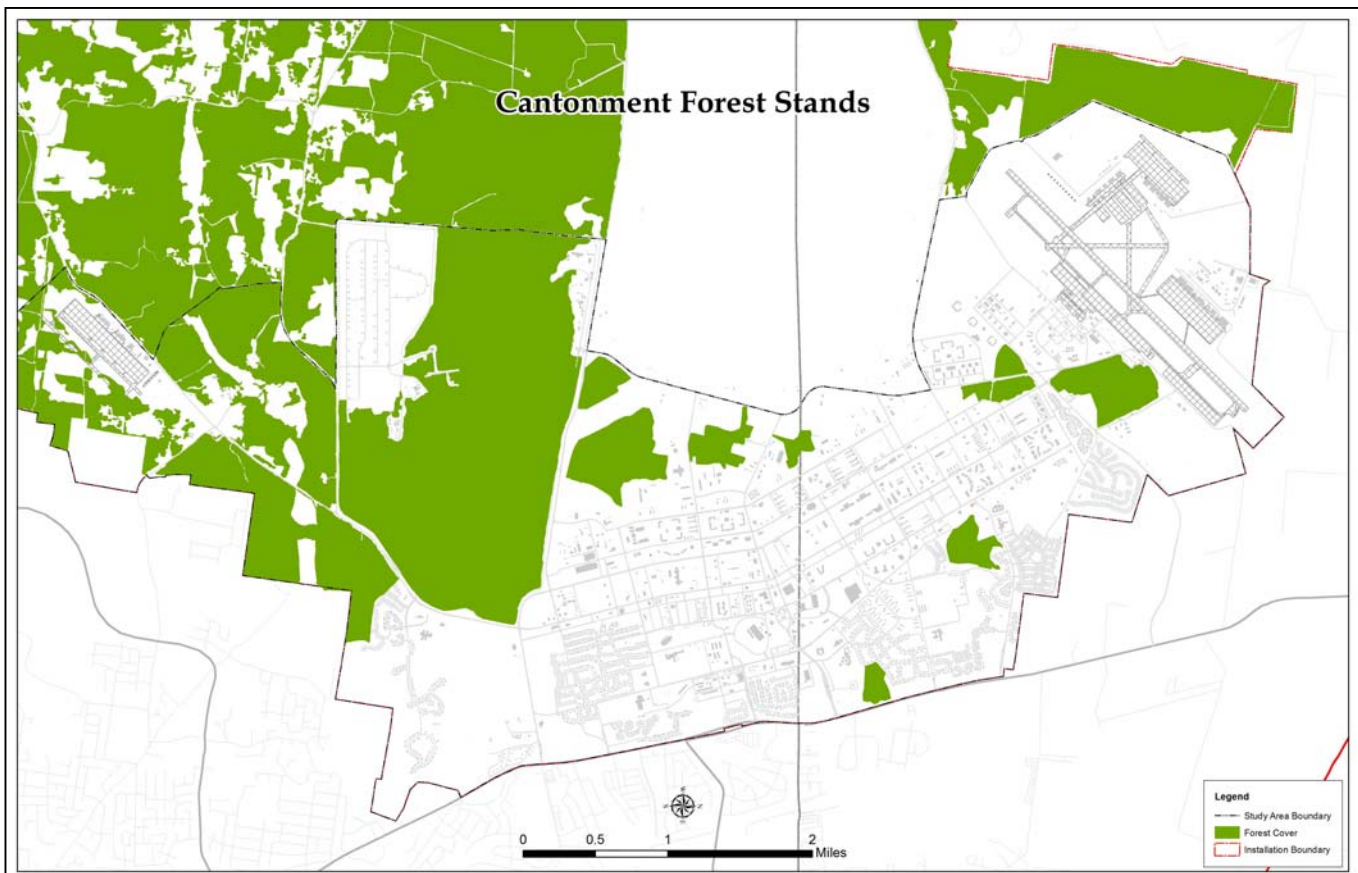 Cantonment Forest Stands
0 0.5 1 2
Miles
Legend
Study Area Boundary
Forest Cover
Installation Boundary